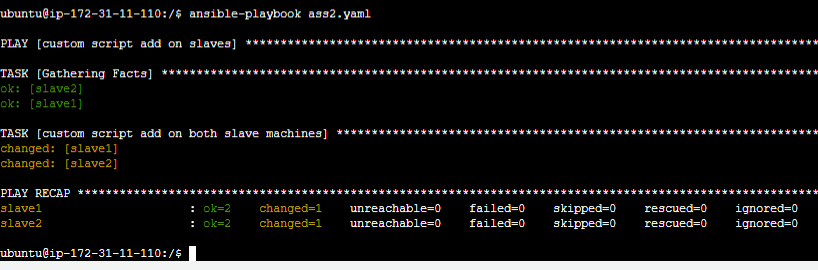 ubuntu@ip-172-31-11-110:/$ ansible-playbook ass2.yaml
PLAY [custom script add on slaves] *********************************************************************************
TASK [Gathering Facts] *********************************************************************************************
ok: [slave2]
ok: [slave1]
TASK [custom script add on both slave machines] ********************************************************************
changed: [slave1]
changed: [slave2]
PLAY RECAP *********************************************************************************************************
slave1 : ok=2 changed=1 unreachable=0 failed=0 skipped=0 rescued=0 ignored=0
slave2 : ok=2 changed=1 unreachable=0 failed=0 skipped=0 rescued=0 ignored=0
ubuntu@ip-172-31-11-110:/$